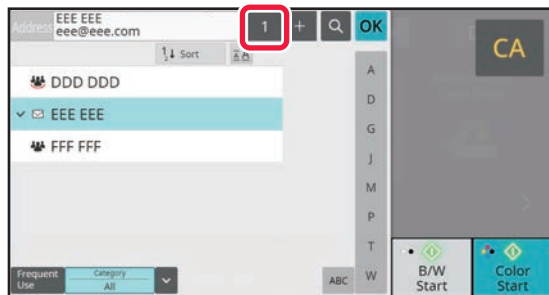 Address
EEE EEE
eee@eee.com
1
+
OK
CA
Sort
A
DDD DDD
D
EEE EEE
G
FFF FFF
J
M
P
T
W
Frequent
Use
Category
All
ABC
B/W
Start
Color
Start